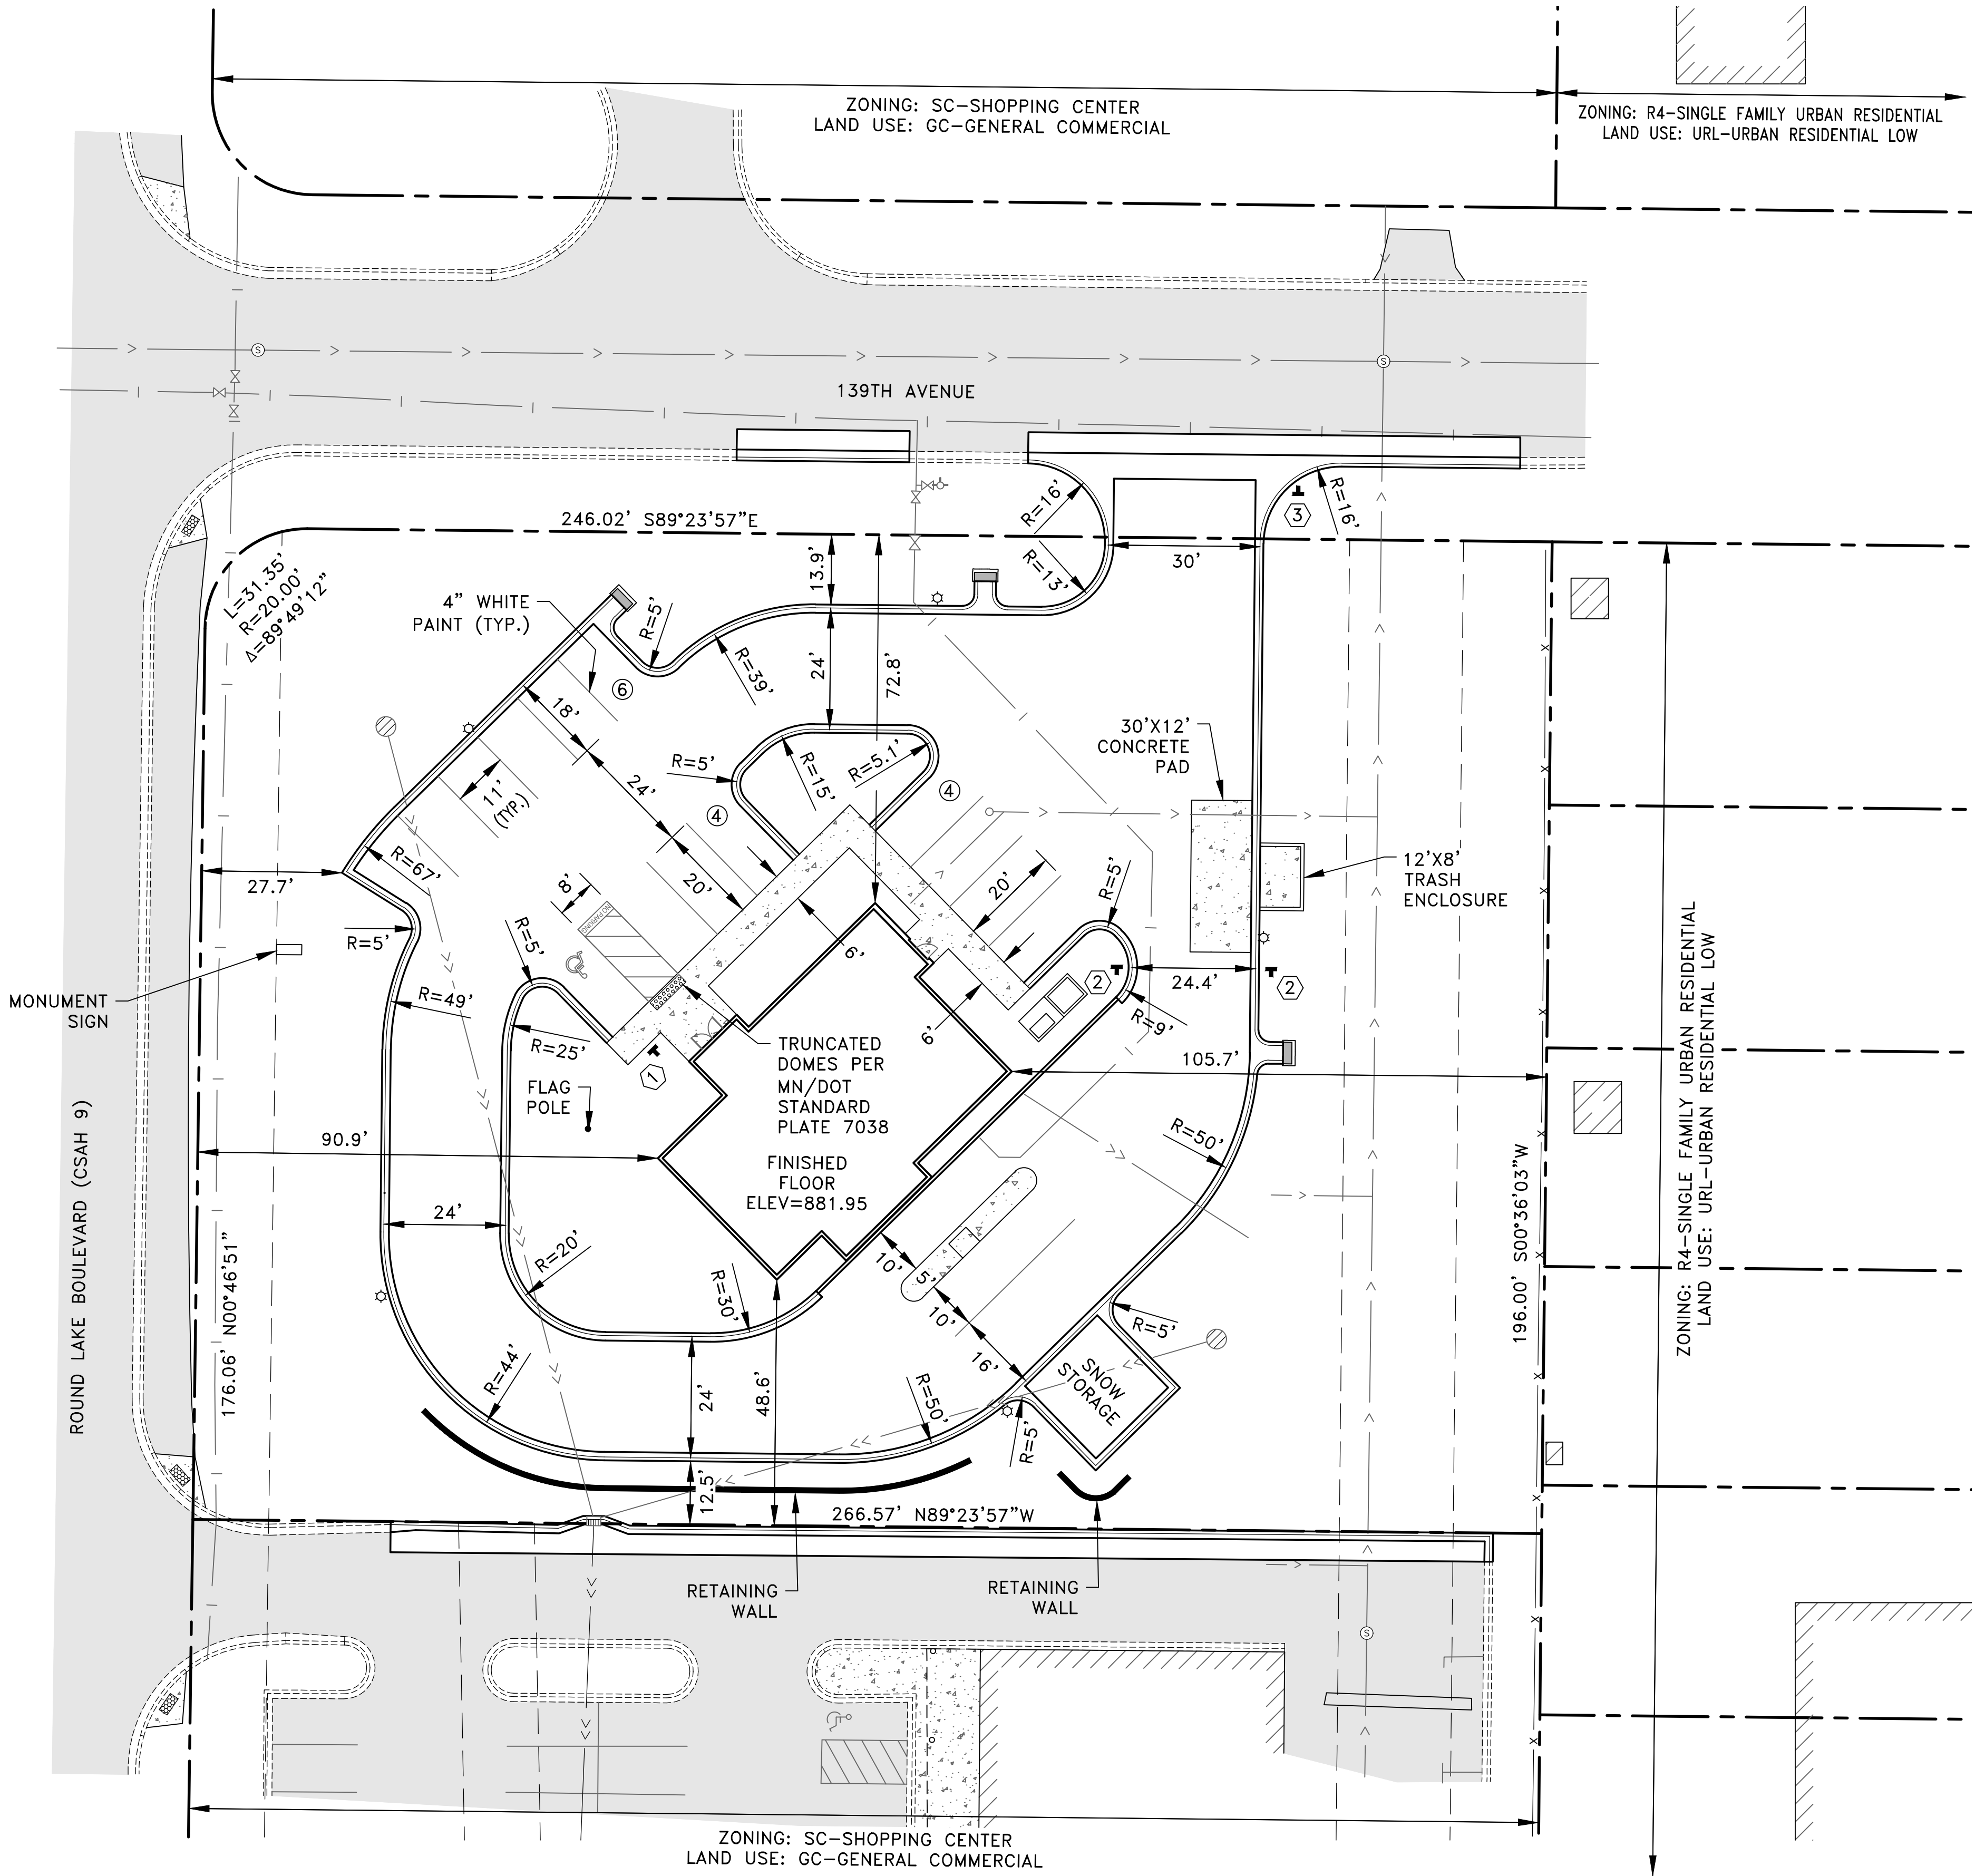 ZONING: SC-SHOPPING CENTER
LAND USE: GC-GENERAL COMMERCIAL
ZONING: R4-SINGLE FAMILY URBAN RESIDENTIAL
LAND USE: URL-URBAN RESIDENTIAL LOW
S
S
139TH AVENUE
246.02' S89°23'57"E
R=16'
R=13'
3
R=16'
30'
L=31.35'
R=20.00'
Δ=89°49'12"
13.9'
4" WHITE
PAINT (TYP.)
R=5'
R=39'
6
24'
72.8'
18'
24'
11'
(TYP.)
R=5'
R=15'
R=5.1'
4
4
30'X12'
CONCRETE
PAD
12'X8'
TRASH
ENCLOSURE
R=67'
27.7'
20'
8'
NO PARKING
20'
R=5'
6'
R=5'
R=5'
MONUMENT
SIGN
R=49'
R=25'
2
24.4'
2
R=9'
6'
TRUNCATED
DOMES PER
MN/DOT
STANDARD
PLATE 7038
1
FLAG
POLE
105.7'
90.9'
R=50'
FINISHED
FLOOR
ELEV=881.95
24'
R=20'
R=30'
10'
5'
10'
16'
R=5'
SNOW
STORAGE
R=44'
24'
48.6'
R=50'
R=5'
12.5'
ROUND LAKE BOULEVARD (CSAH 9)
176.06' N00°46'51"
196.00' S00°36'03"W
ZONING: R4-SINGLE FAMILY URBAN RESIDENTIAL
LAND USE: URL-URBAN RESIDENTIAL LOW
266.57' N89°23'57"W
RETAINING
WALL
RETAINING
WALL
S
ZONING: SC-SHOPPING CENTER
LAND USE: GC-GENERAL COMMERCIAL